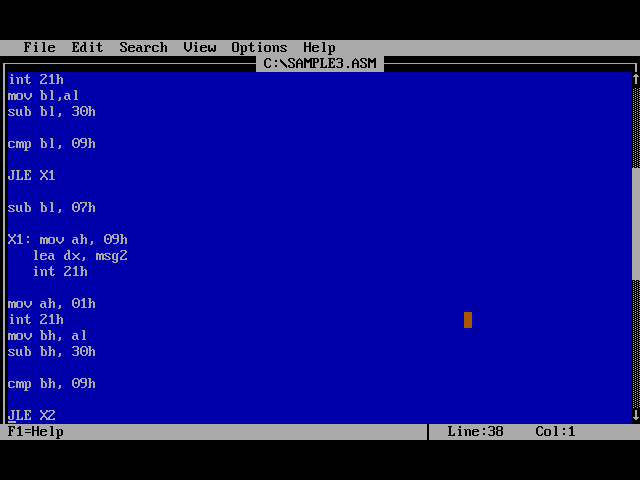 File Edit Search View Options Help
C:\SAMPLE3.ASM
int 21h
mov bl,al
sub bl, 30h
cmp bl, 09h
JLE X1
sub bl, 07h
X1: mov ah, 09h
lea dx, msg2
int 21h
mov ah, 01h
int 21h
mov bh, al
sub bh, 30h
cmp bh, 09h
JLE X2
F1=Help Line:38 Col:1